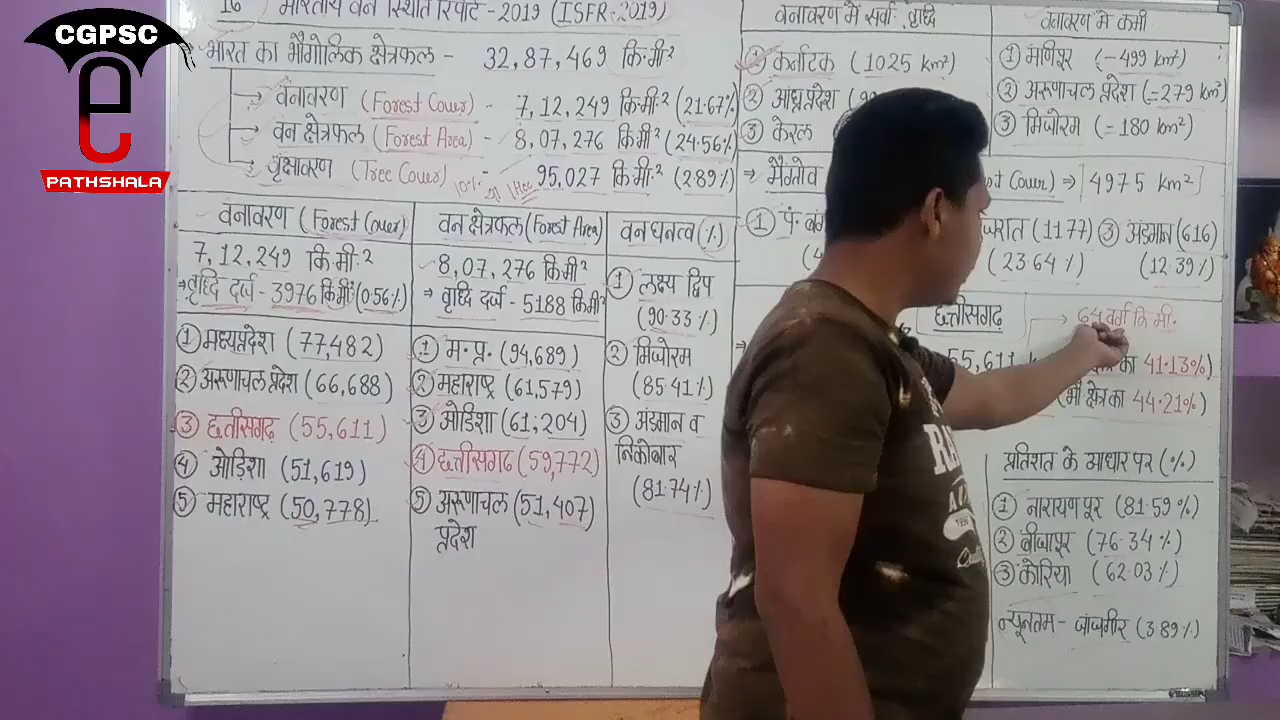 CGPSC
e
PATHSHALA
16 भारतीय वन स्थिति रिपोर्ट - 2019 (ISFR-2019)
भारत का भौगोलिक क्षेत्रफल - 32,87,469 कि.मी²
वनावरण (Forest Cover) - 7,12,249 कि.मी.² (21.67%)
वन क्षेत्रफल (Forest Area) - 8,07,276 कि.मी² (24.56%)
वृक्षावरण (Tree Cover) - 95,027 कि.मी² (2.89%)
10% 1 Hec
वनावरण (Forest Cover)
7,12,249 कि.मी.²
→ वृध्दि दर्ज - 3976 कि.मी² (0.56%)
① मध्यप्रदेश (77,482)
② अरूणाचल प्रदेश (66,688)
③ छत्तीसगढ़ (55,611)
④ ओड़िशा (51,619)
⑤ महाराष्ट्र (50,778)
वन क्षेत्रफल (Forest Area)
8,07,276 कि.मी²
→ वृध्दि दर्ज - 5188 कि.मी²
① म.प्र. (94,689)
② महाराष्ट्र (61,579)
③ ओडिशा (61,204)
④ छत्तीसगढ (59,772)
⑤ अरूणाचल (51,407)
प्रदेश
वन घनत्व (%)
① लक्ष्य द्विप
(90.33%)
② मिजोरम
(85.41%)
③ अंडमान व
निकोबार
(81.74%)
वनावरण में सर्वा. वृध्दि
① कर्नाटक (1025 km²)
② आंध्रप्रदेश
③ केरल
वनावरण में कमी
① मणिपुर (-499 km²)
② अरूणाचल प्रदेश (-279 km²)
③ मिजोरम (-180 km²)
⇒ मैंग्रोव Cover) ⇒ [4975 km²]
① पं. (1177) ③ अंडमान (616)
(23.64%) (12.39%)
छत्तीसगढ़ → 64 वर्ग कि.मी.
55,611 का 41.13%)
भौ क्षेत्र का 44.21%)
प्रतिशत के आधार पर (%)
① नारायणपूर (81.59%)
② बीजापूर (76.34%)
③ कोरिया (62.03%)
न्यूनतम - जांजगीर (3.89%)